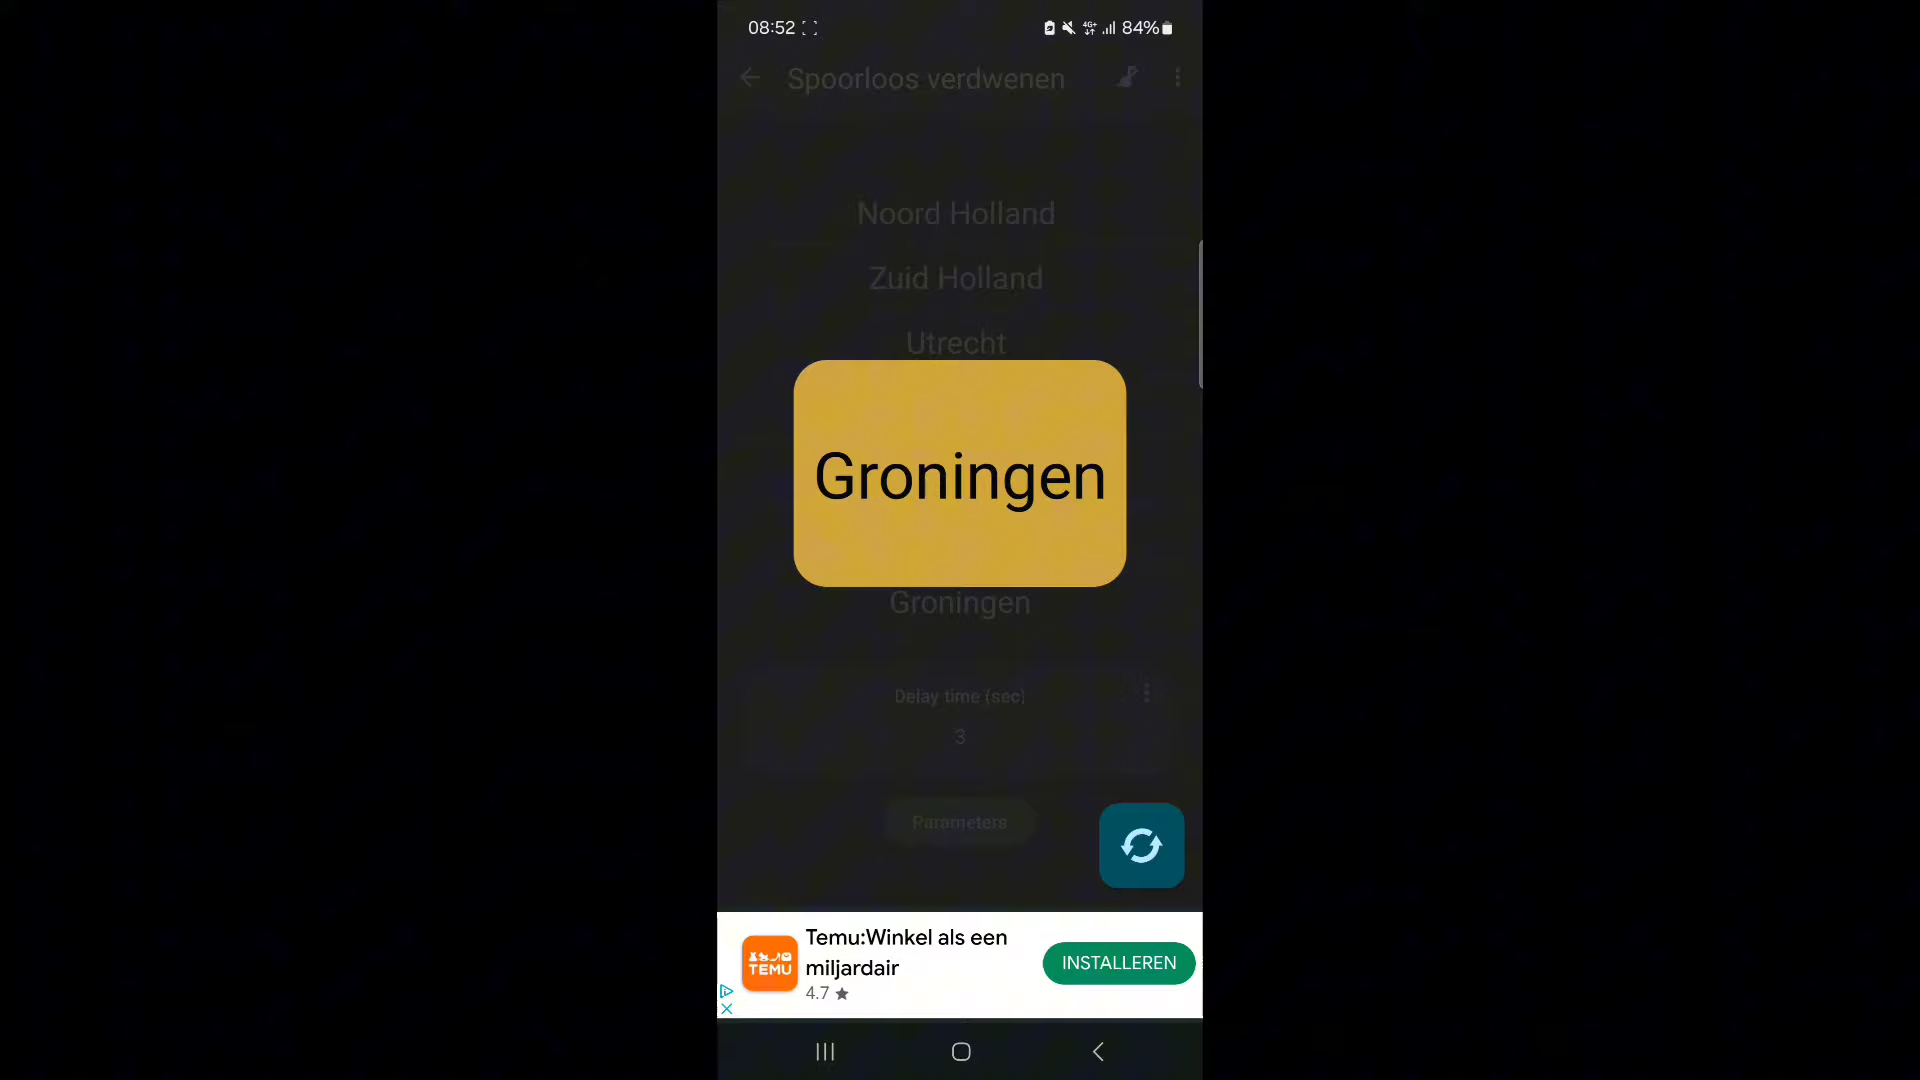 08:52
4G+
84%
Spoorloos verdwenen
Noord Holland
Zuid Holland
Utrecht
Groningen
Groningen
Delay time (sec)
3
Parameters
Temu:Winkel als een
miljardair
TEMU
4.7
INSTALLEREN